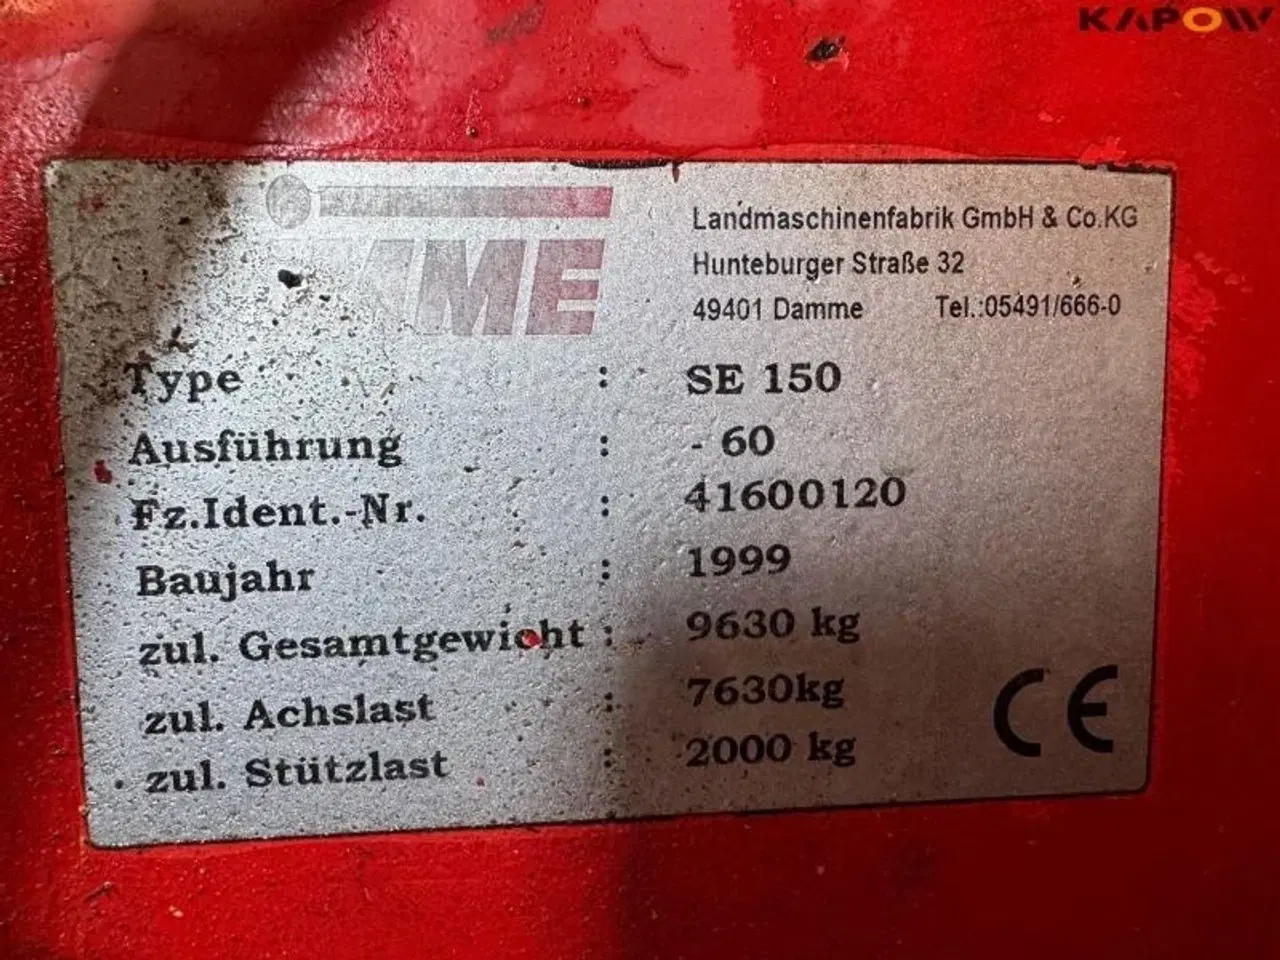 KAPOW
Landmaschinenfabrik GmbH & Co.KG
Hunteburger Straße 32
49401 Damme Tel.:05491/666-0
Type : SE 150
Ausführung : - 60
Fz.Ident.-Nr. : 41600120
Baujahr : 1999
zul. Gesamtgewicht : 9630 kg
zul. Achslast : 7630kg
zul. Stützlast : 2000 kg
CE